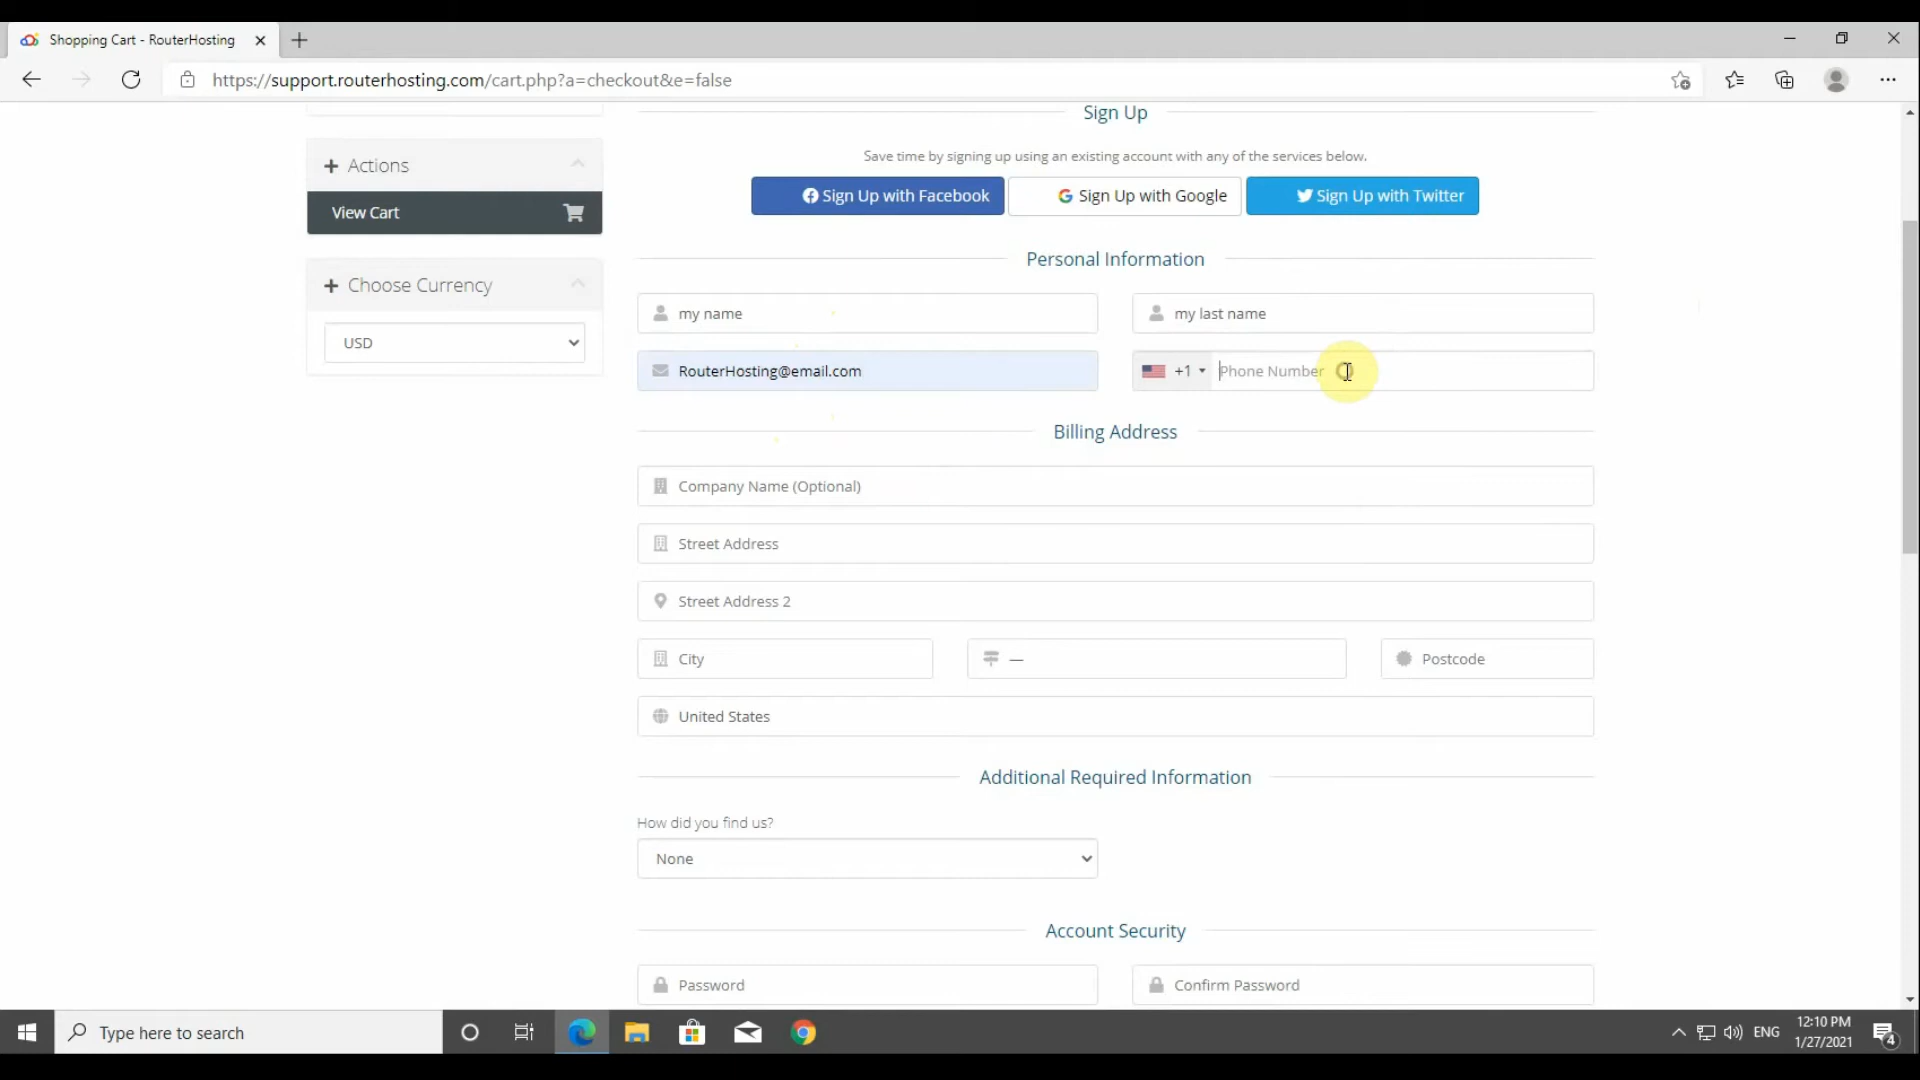 Shopping Cart - RouterHosting
https://support.routerhosting.com/cart.php?a=checkout&e=false
Sign Up
Save time by signing up using an existing account with any of the services below.
Sign Up with Facebook
Sign Up with Google
Sign Up with Twitter
Actions
View Cart
Choose Currency
USD
Personal Information
my name
my last name
RouterHosting@email.com
+1
Phone Number
Billing Address
Company Name (Optional)
Street Address
Street Address 2
City
—
Postcode
United States
Additional Required Information
How did you find us?
None
Account Security
Password
Confirm Password
Type here to search
ENG
12:10 PM
1/27/2021
4